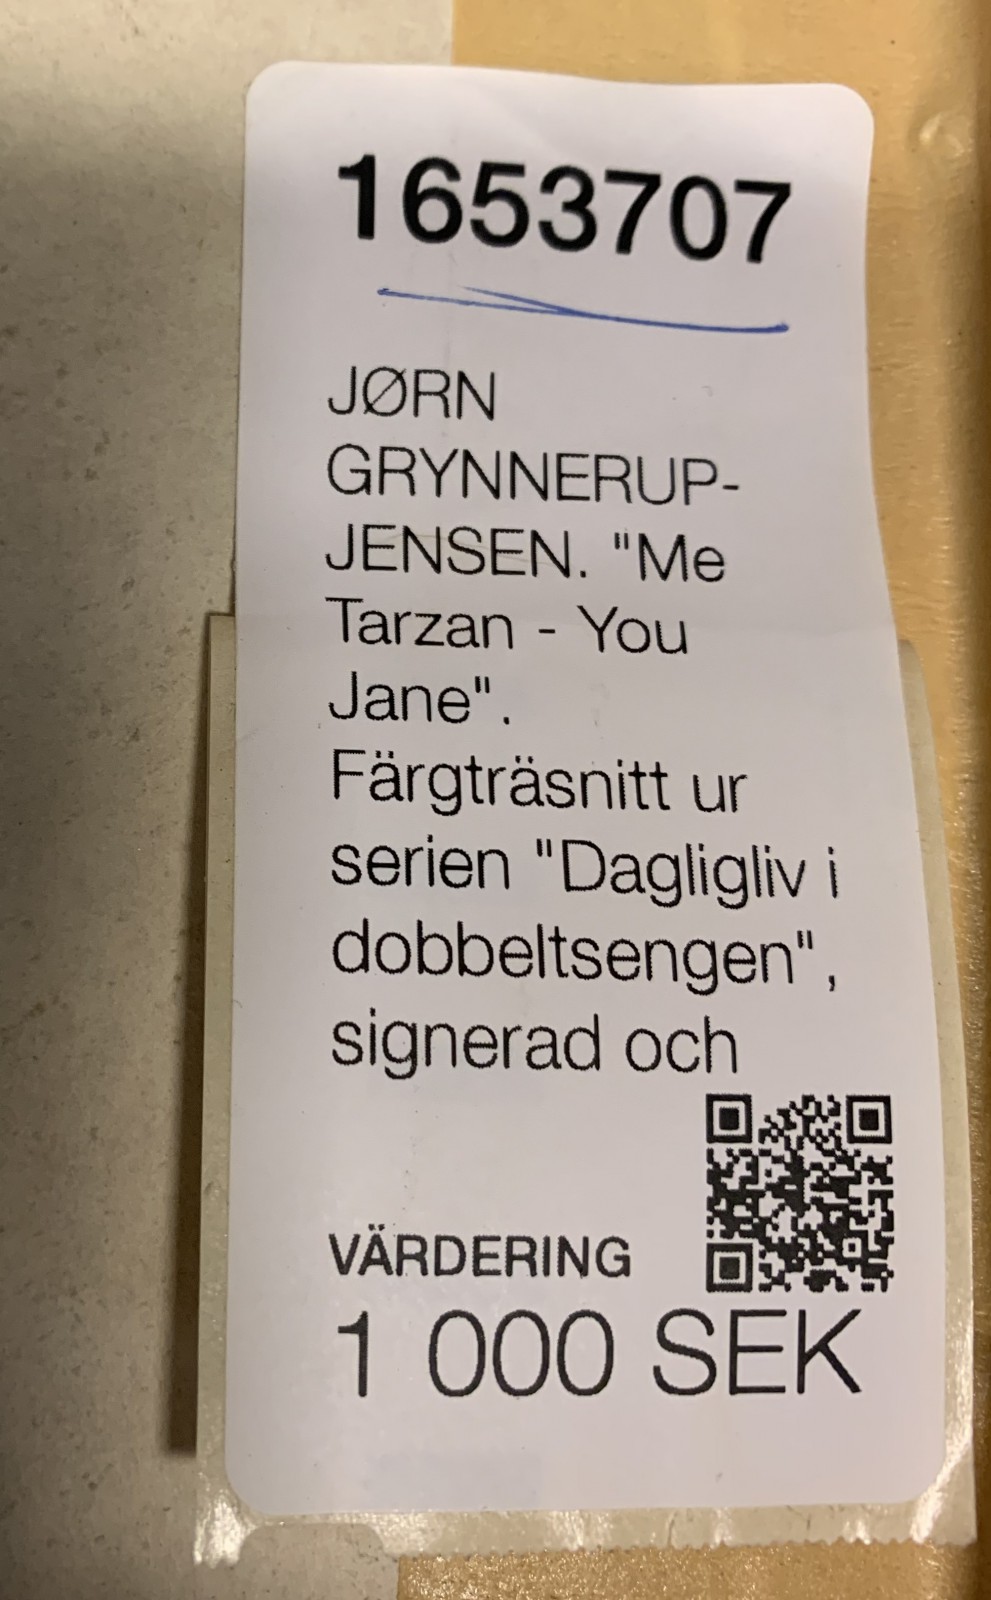 1653707
JØRN
GRYNNERUP-
JENSEN. "Me
Tarzan - You
Jane".
Färgträsnitt ur
serien "Dagligliv i
dobbeltsengen",
signerad och
VÄRDERING
1 000 SEK